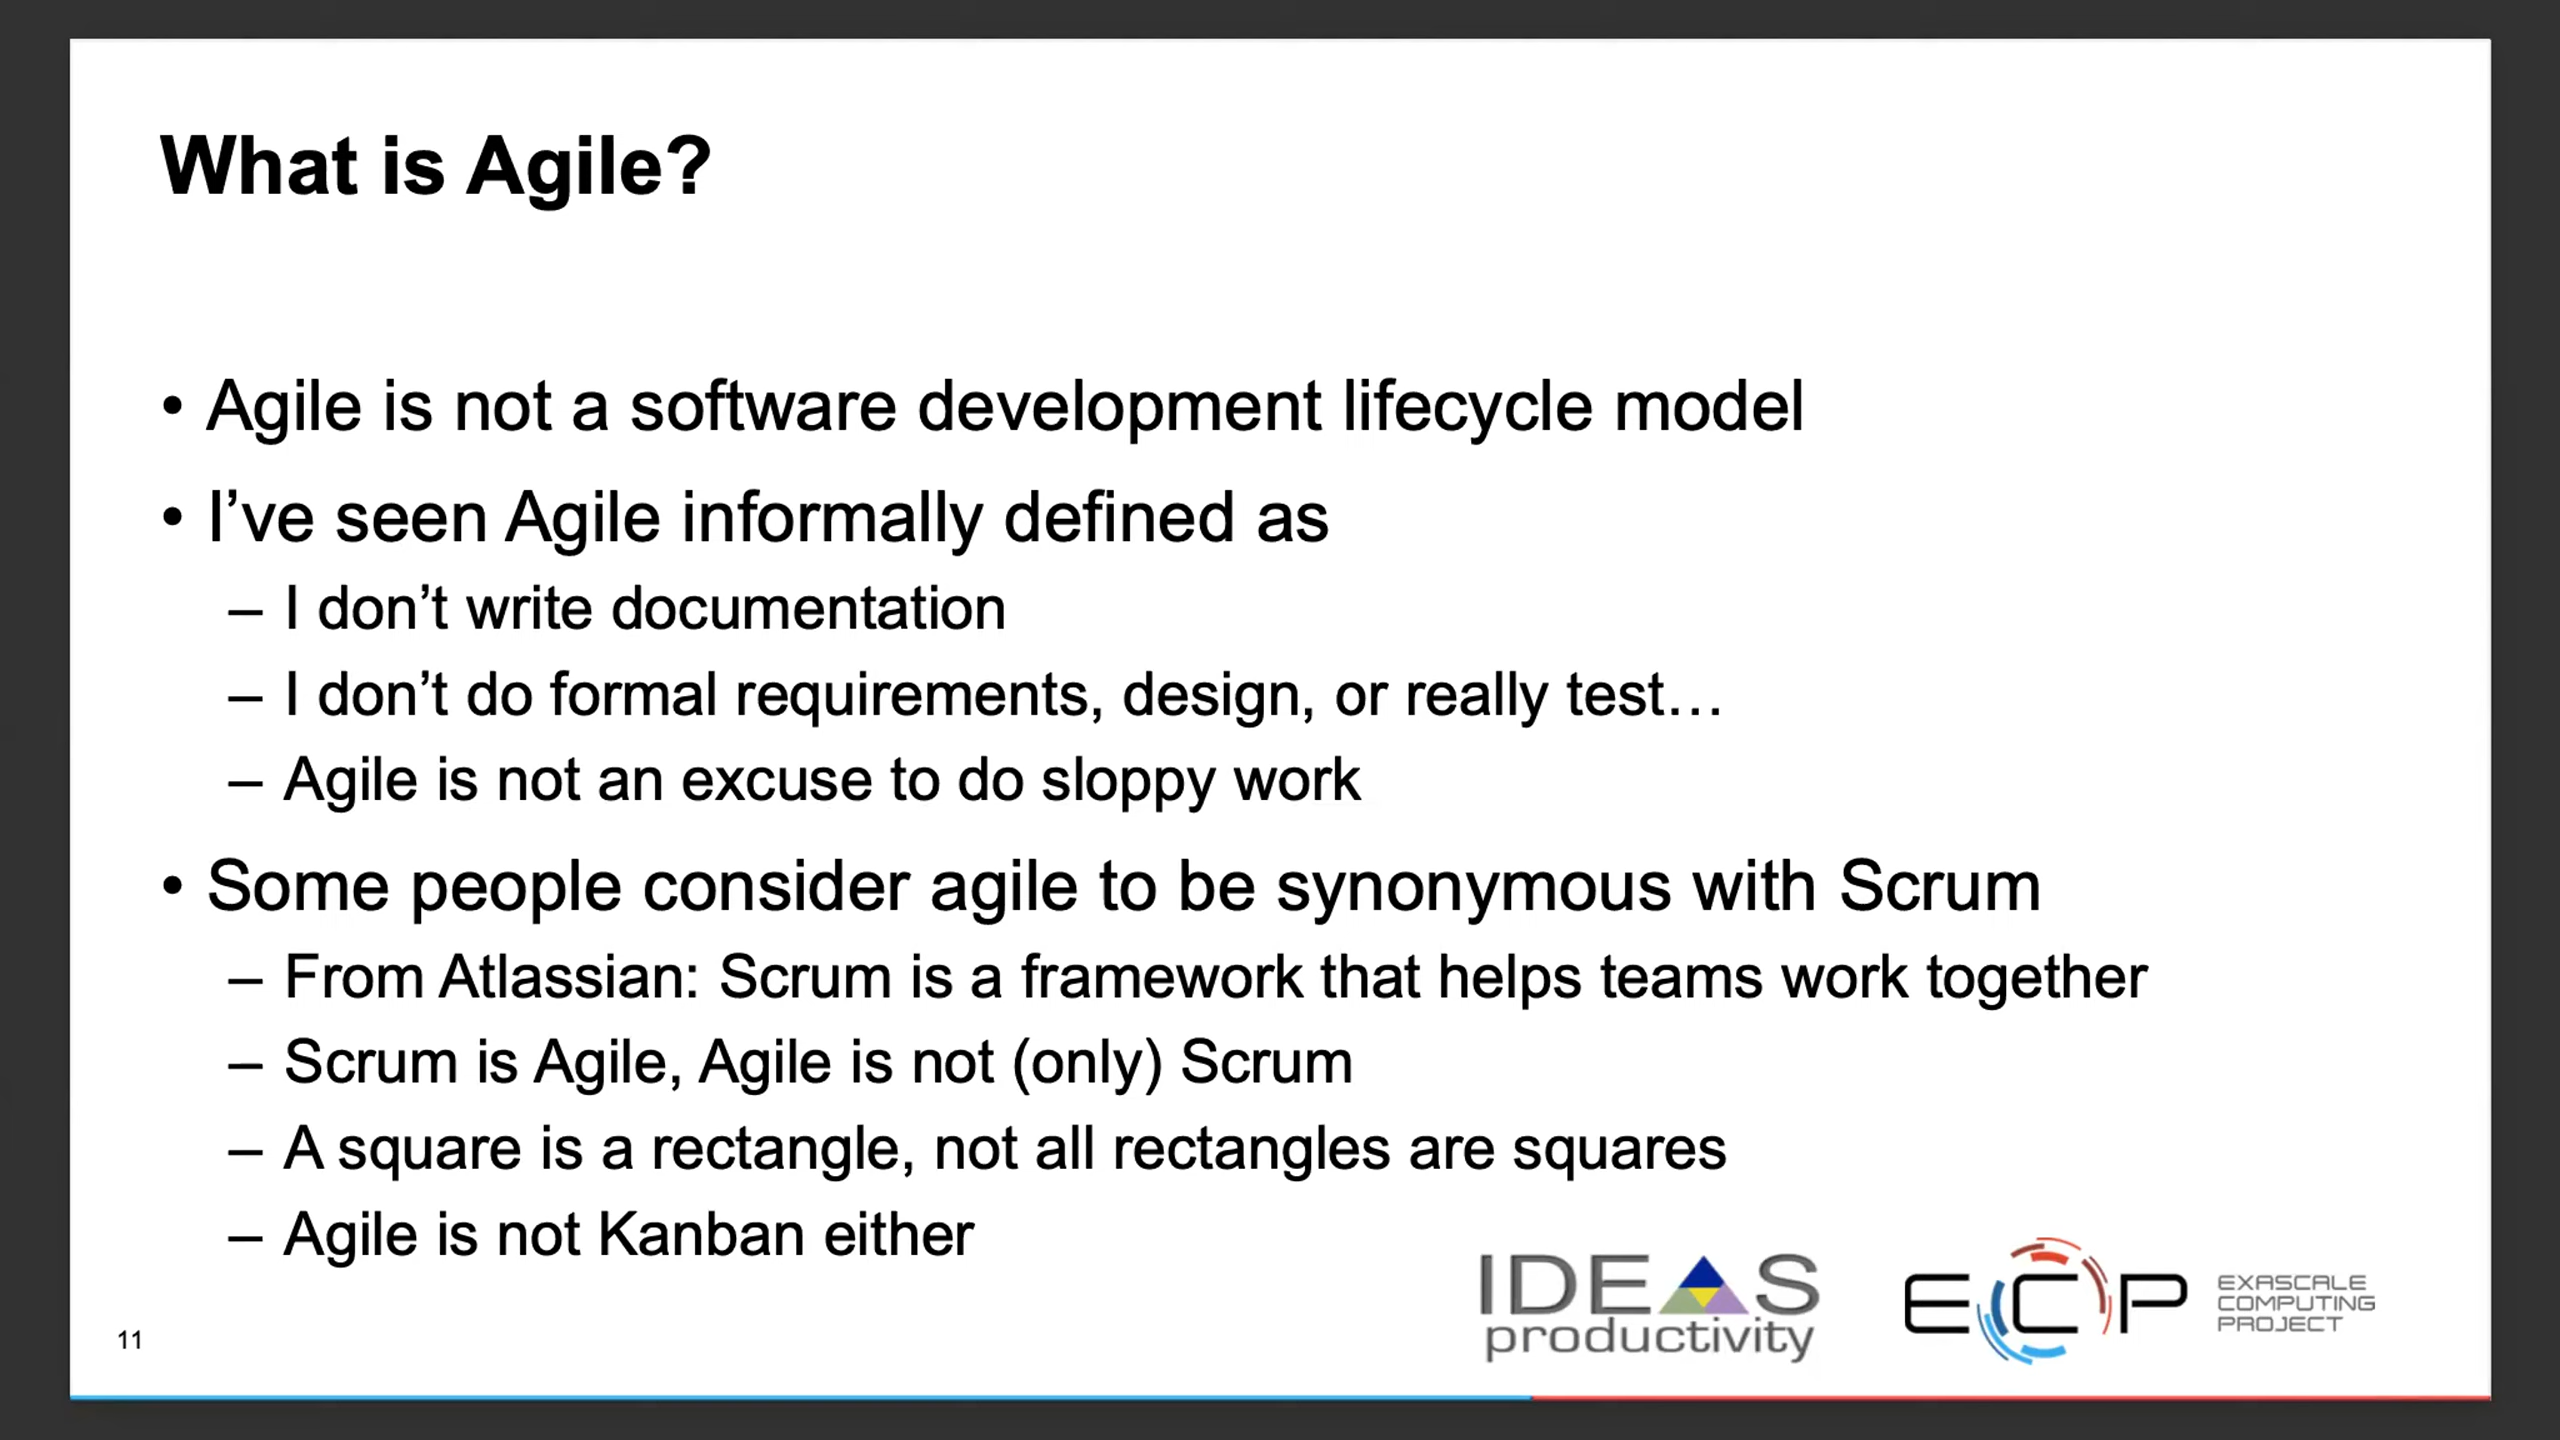 What is Agile?
• Agile is not a software development lifecycle model
• I’ve seen Agile informally defined as
– I don’t write documentation
– I don’t do formal requirements, design, or really test…
– Agile is not an excuse to do sloppy work
• Some people consider agile to be synonymous with Scrum
– From Atlassian: Scrum is a framework that helps teams work together
– Scrum is Agile, Agile is not (only) Scrum
– A square is a rectangle, not all rectangles are squares
– Agile is not Kanban either
11
IDEAS
productivity
ECP
EXASCALE
COMPUTING
PROJECT